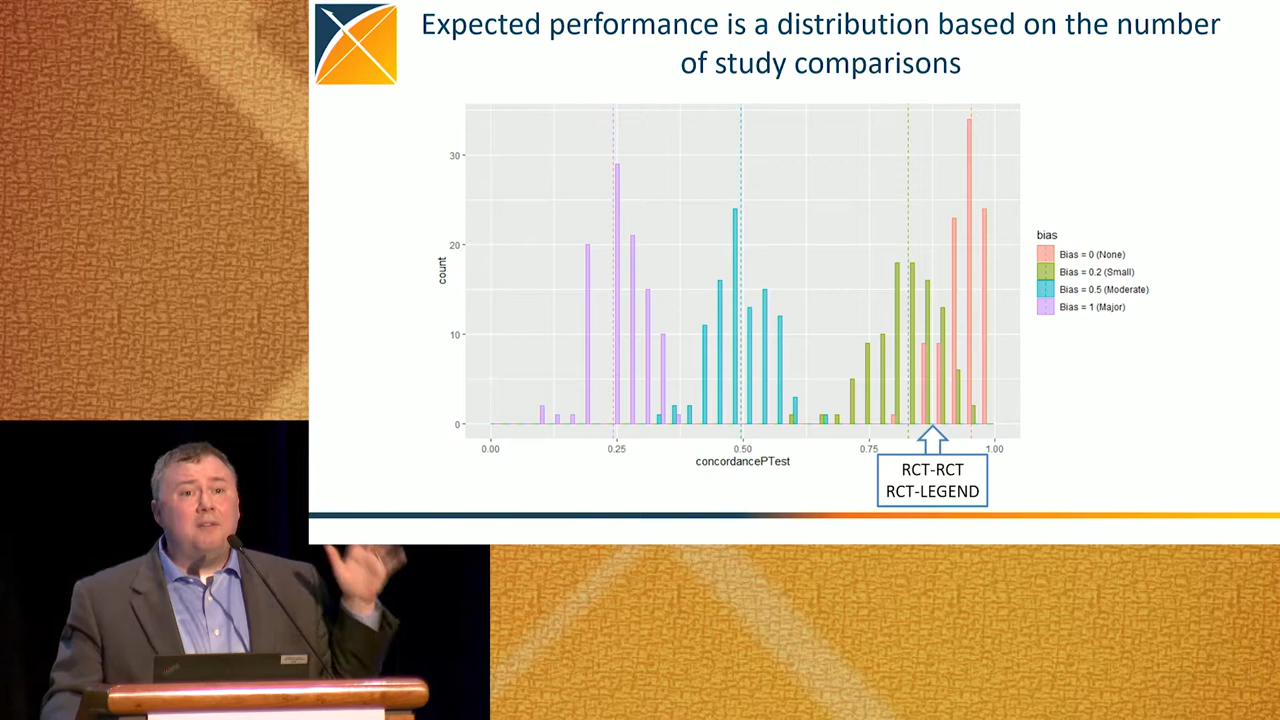 Expected performance is a distribution based on the number
of study comparisons
30
20
10
0
count
0.00
0.25
0.50
0.75
1.00
concordancePTest
bias
Bias = 0 (None)
Bias = 0.2 (Small)
Bias = 0.5 (Moderate)
Bias = 1 (Major)
RCT-RCT
RCT-LEGEND